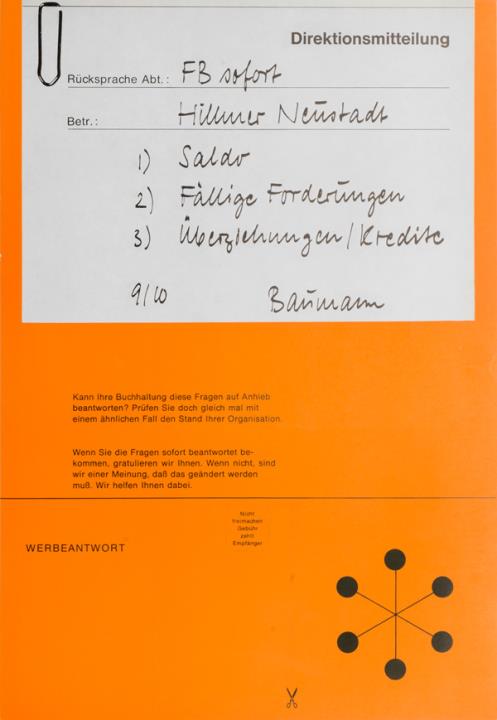 Direktionsmitteilung
Rücksprache Abt.: FB sofort
Betr.: Hillmer Neustadt
1) Saldo
2) Fällige Forderungen
3) Überziehungen/Kredite
9/10 Baumann
Kann Ihre Buchhaltung diese Fragen auf Anhieb
beantworten? Prüfen Sie doch gleich mal mit
einem ähnlichen Fall den Stand Ihrer Organisation.
Wenn Sie die Fragen sofort beantwortet be-
kommen, gratulieren wir Ihnen. Wenn nicht, sind
wir einer Meinung, daß das geändert werden
muß. Wir helfen Ihnen dabei.
Nicht
freimachen
Gebühr
zahlt
Empfänger
WERBEANTWORT